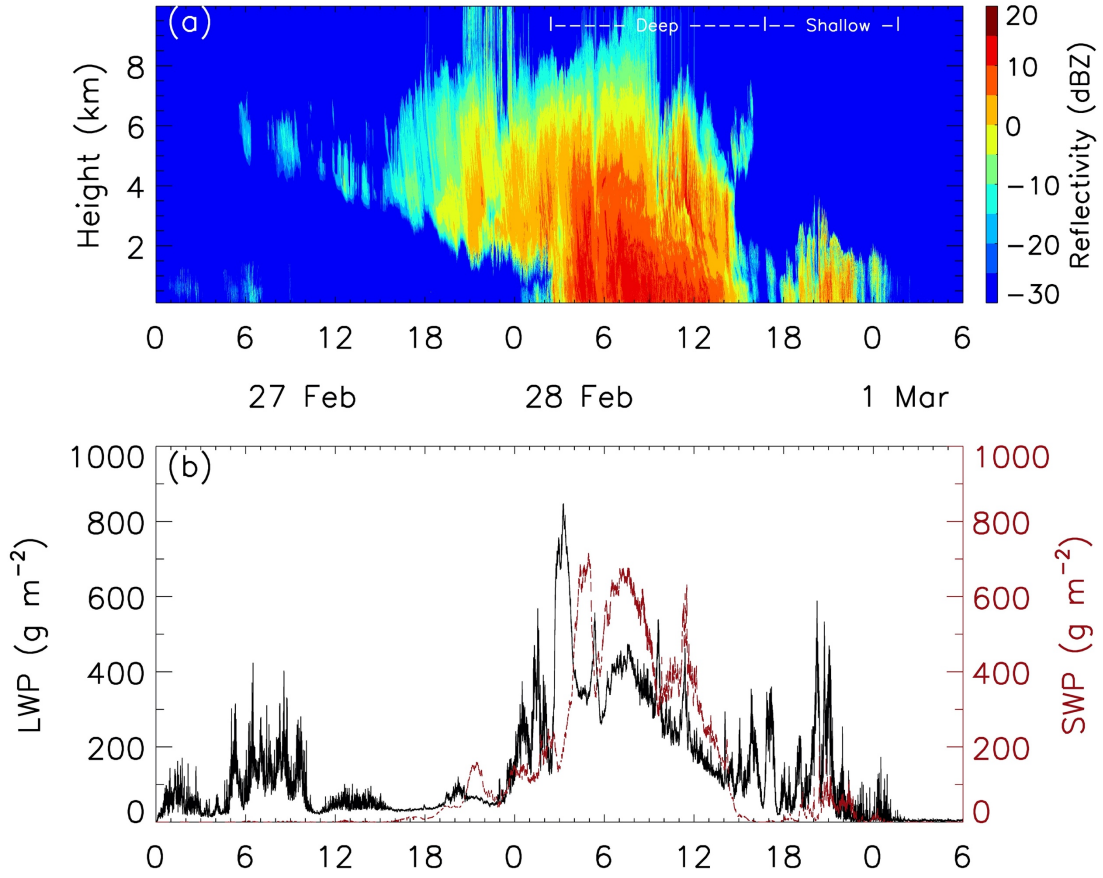 (a)
|— — — — Deep — — — —|— — Shallow — —|
20
10
0
−10
−20
−30
Reflectivity (dBZ)
8
6
4
2
Height (km)
0 6 12 18 0 6 12 18 0 6
27 Feb 28 Feb 1 Mar
(b)
1000 1000
800 800
600 600
400 400
200 200
0 0
LWP (g m⁻²)
SWP (g m⁻²)
0 6 12 18 0 6 12 18 0 6